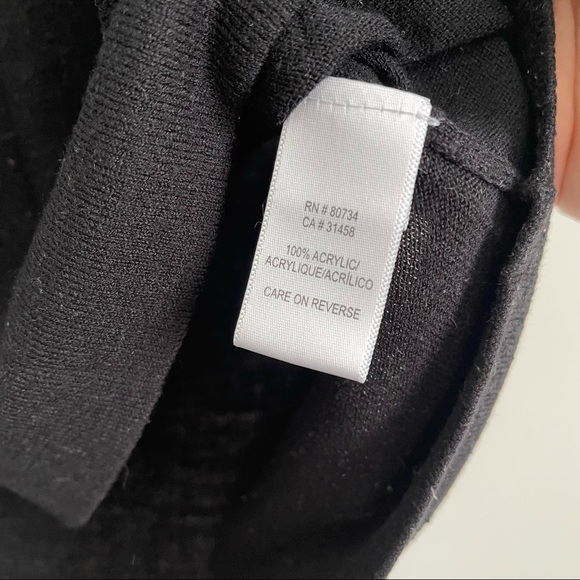 RN # 80734
CA # 31458
100% ACRYLIC/
ACRYLIQUE/ACRÍLICO
CARE ON REVERSE